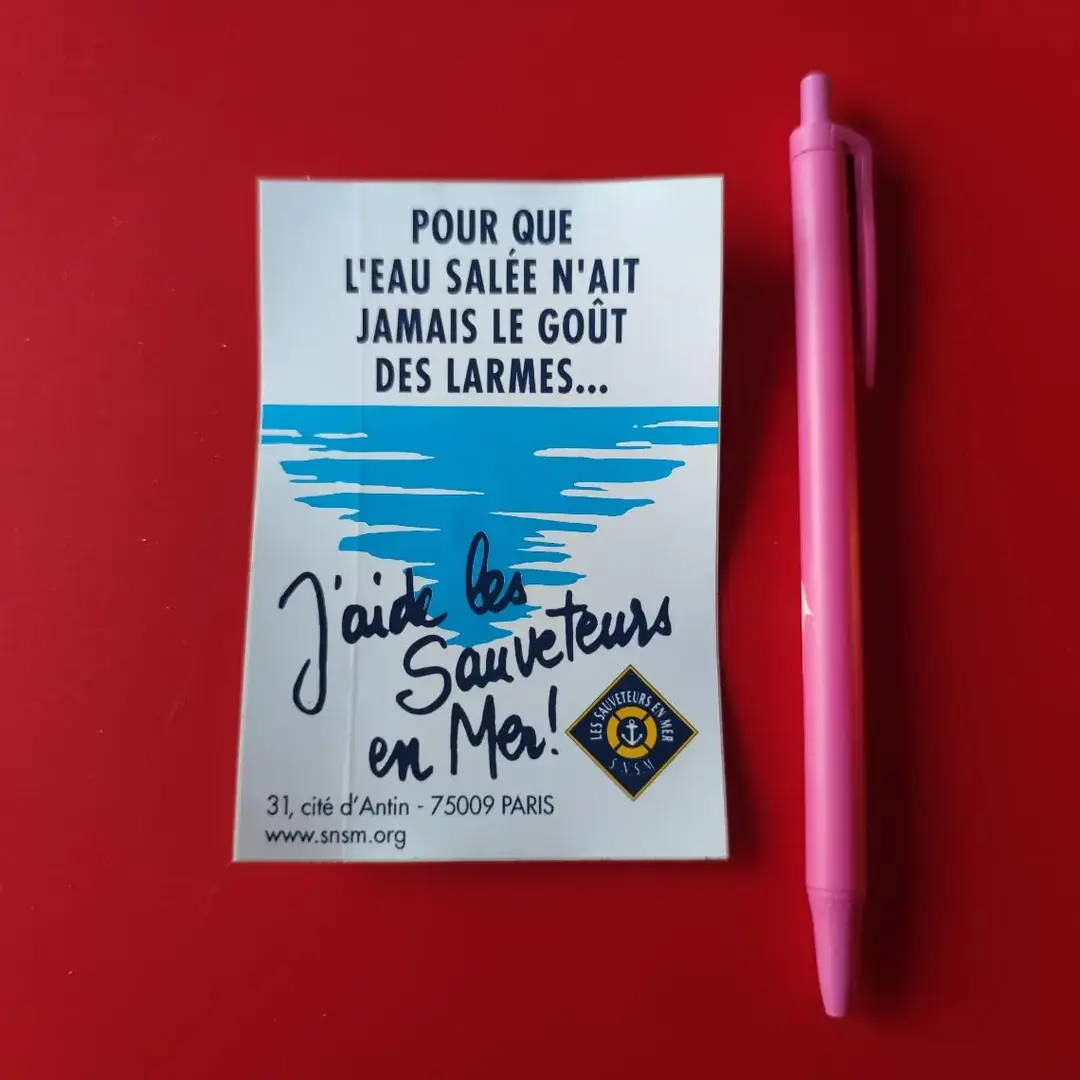 POUR QUE
L'EAU SALÉE N'AIT
JAMAIS LE GOÛT
DES LARMES...
J'aide les
Sauveteurs
en Mer!
LES SAUVETEURS EN MER
S.N.S.M
31, cité d'Antin - 75009 PARIS
www.snsm.org